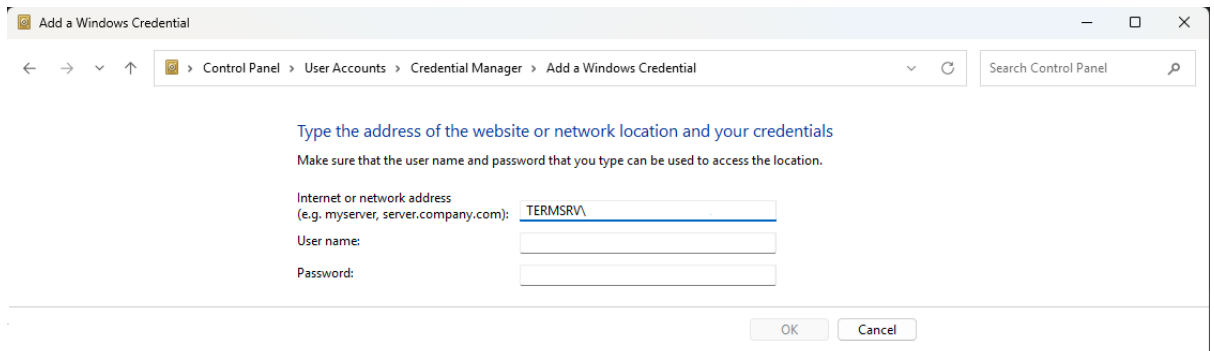 Add a Windows Credential
Control Panel > User Accounts > Credential Manager > Add a Windows Credential
Search Control Panel
Type the address of the website or network location and your credentials
Make sure that the user name and password that you type can be used to access the location.
Internet or network address
(e.g. myserver, server.company.com):
TERMSRV\
User name:
Password:
OK
Cancel